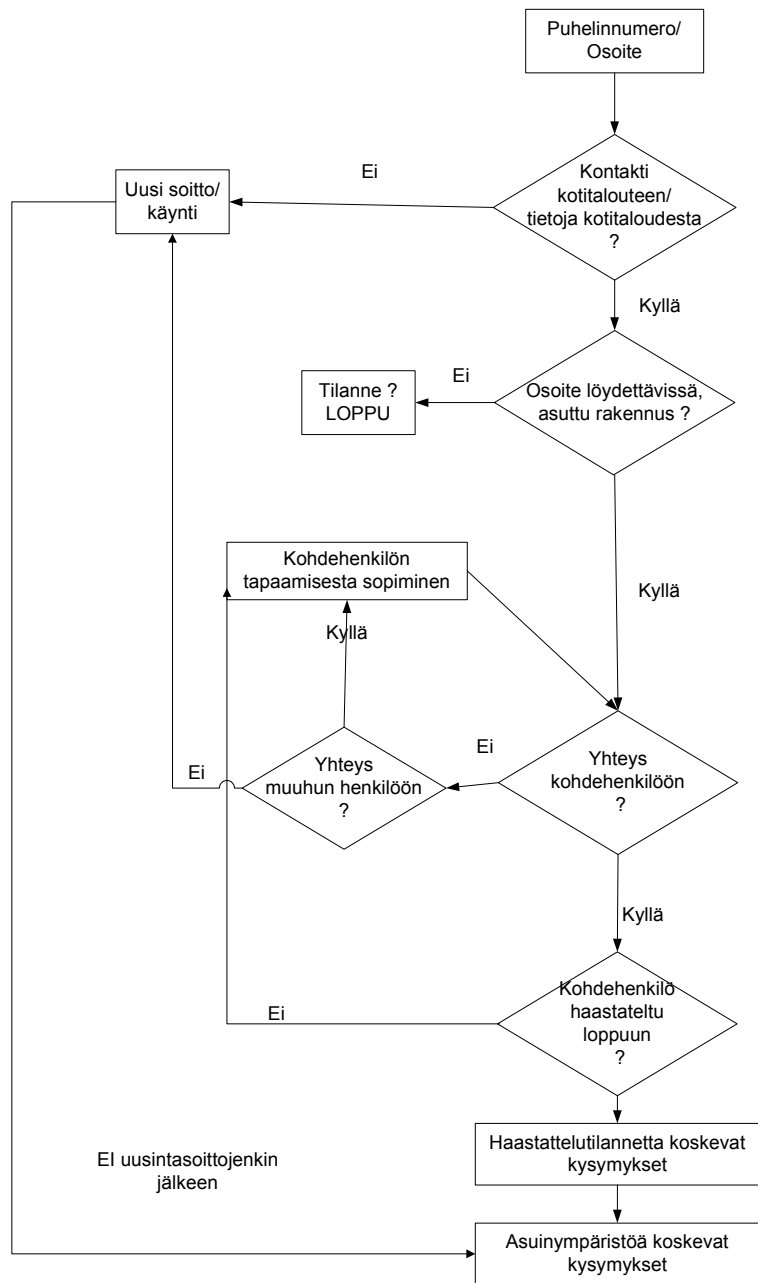 Puhelinnumero/
Osoite
Ei
Kontakti
kotitalouteen/
tietoja kotitaloudesta
?
Uusi soitto/
käynti
Kyllä
Ei
Osoite löydettävissä,
asuttu rakennus ?
Tilanne ?
LOPPU
Kohdehenkilön
tapaamisesta sopiminen
Kyllä
Kyllä
Ei
Ei
Yhteys
muuhun henkilöön
?
Yhteys
kohdehenkilöön
?
Kyllä
Kohdehenkilö
haastateltu
loppuun
?
Ei
Haastattelutilannetta koskevat
kysymykset
EI uusintasoittojenkin
jälkeen
Asuinympäristöä koskevat
kysymykset